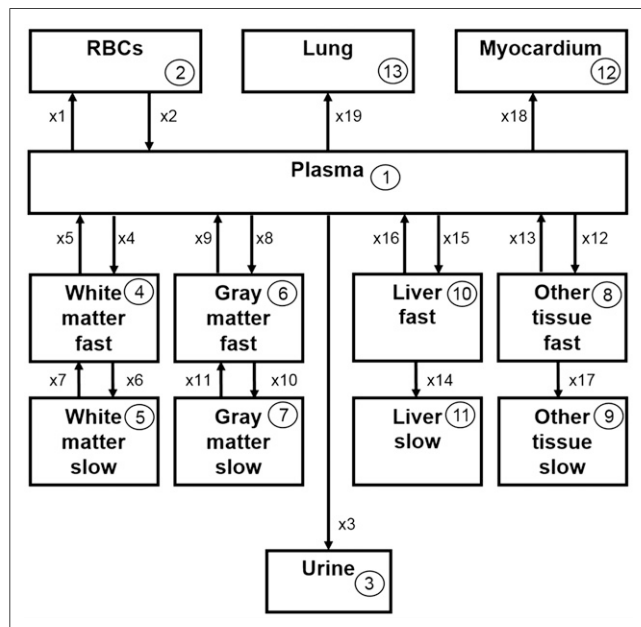 RBCs
2
Lung
13
Myocardium
12
x1
x2
x19
x18
Plasma
1
x5
x4
x9
x8
x16
x15
x13
x12
White
matter
fast
4
Gray
matter
fast
6
Liver
fast
10
Other
tissue
fast
8
x7
x6
x11
x10
x14
x17
White
matter
slow
5
Gray
matter
slow
7
Liver
slow
11
Other
tissue
slow
9
x3
Urine
3